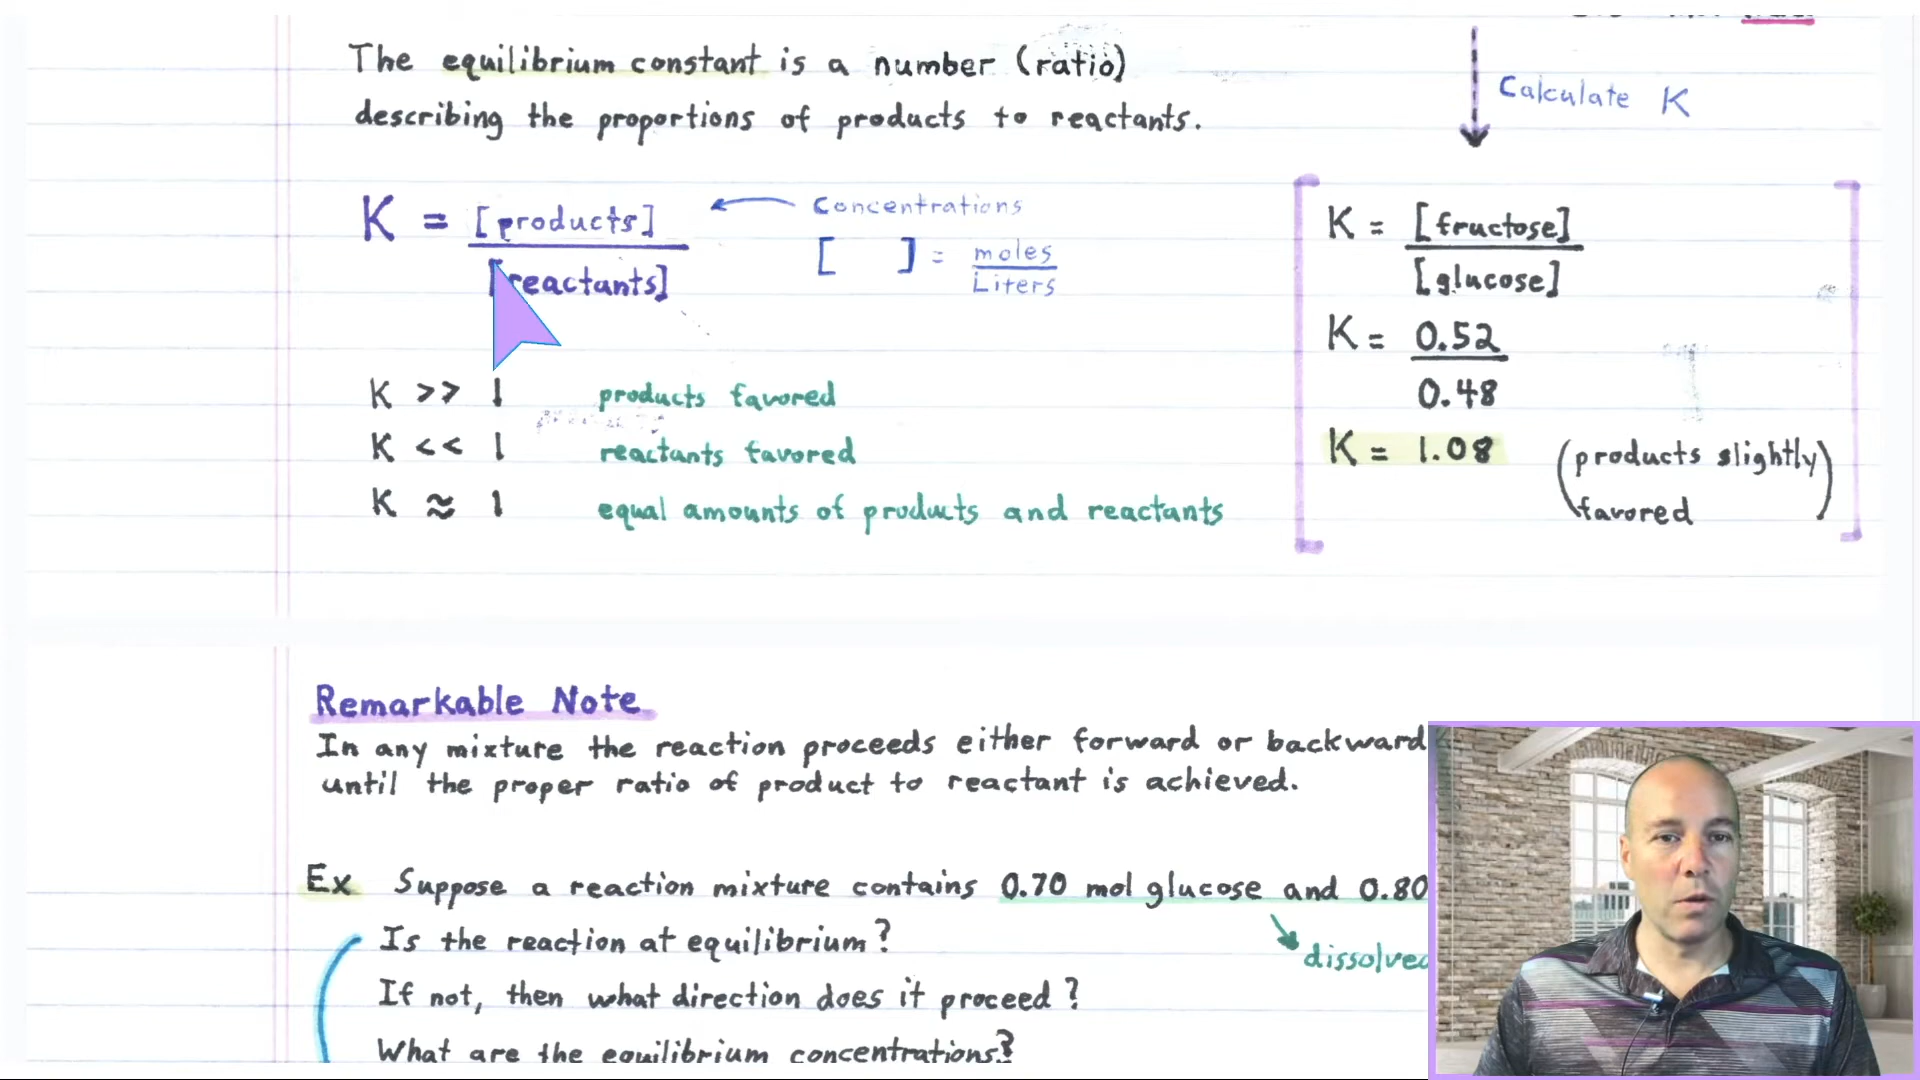 The equilibrium constant is a number (ratio)
describing the proportions of products to reactants.
Calculate K
K = [products]
[reactants]
Concentrations
[ ] = moles
Liters
K >> 1 products favored
K << 1 reactants favored
K ≈ 1 equal amounts of products and reactants
K = [fructose]
[glucose]
K = 0.52
0.48
K = 1.08 (products slightly
favored)
Remarkable Note
In any mixture the reaction proceeds either forward or backward
until the proper ratio of product to reactant is achieved.
Ex Suppose a reaction mixture contains 0.70 mol glucose and 0.80
dissolved
Is the reaction at equilibrium?
If not, then what direction does it proceed?
What are the equilibrium concentrations?